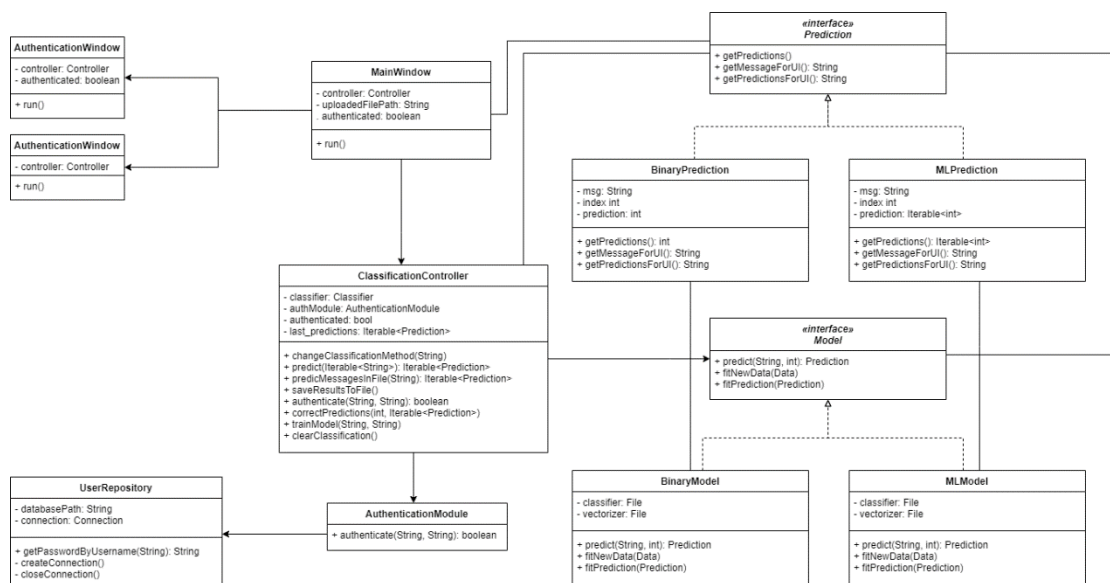 «interface»
Prediction
+ getPredictions()
+ getMessageForUI(): String
+ getPredictionsForUI(): String
AuthenticationWindow
- controller: Controller
- authenticated: boolean
+ run()
MainWindow
- controller: Controller
- uploadedFilePath: String
. authenticated: boolean
+ run()
AuthenticationWindow
- controller: Controller
+ run()
BinaryPrediction
- msg: String
- index int
- prediction: int
+ getPredictions(): int
+ getMessageForUI(): String
+ getPredictionsForUI(): String
MLPrediction
- msg: String
- index int
- prediction: Iterable<int>
+ getPredictions(): Iterable<int>
+ getMessageForUI(): String
+ getPredictionsForUI(): String
ClassificationController
- classifier: Classifier
- authModule: AuthenticationModule
- authenticated: bool
- last_predictions: Iterable<Prediction>
+ changeClassificationMethod(String)
+ predict(Iterable<String>): Iterable<Prediction>
+ predicMessagesInFile(String): Iterable<Prediction>
+ saveResultsToFile()
+ authenticate(String, String): boolean
+ correctPredictions(int, Iterable<Prediction>)
+ trainModel(String, String)
+ clearClassification()
«interface»
Model
+ predict(String, int): Prediction
+ fitNewData(Data)
+ fitPrediction(Prediction)
UserRepository
- databasePath: String
- connection: Connection
+ getPasswordByUsername(String): String
- createConnection()
- closeConnection()
AuthenticationModule
+ authenticate(String, String): boolean
BinaryModel
- classifier: File
- vectorizer: File
+ predict(String, int): Prediction
+ fitNewData(Data)
+ fitPrediction(Prediction)
MLModel
- classifier: File
- vectorizer: File
+ predict(String, int): Prediction
+ fitNewData(Data)
+ fitPrediction(Prediction)